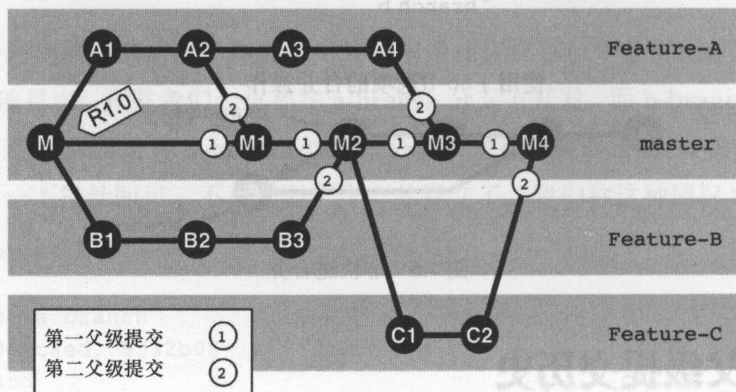 A1 A2 A3 A4 Feature-A
2 2
R1.0
M 1 M1 1 M2 1 M3 1 M4 master
2 2
B1 B2 B3 Feature-B
C1 C2 Feature-C
第一父级提交 1
第二父级提交 2